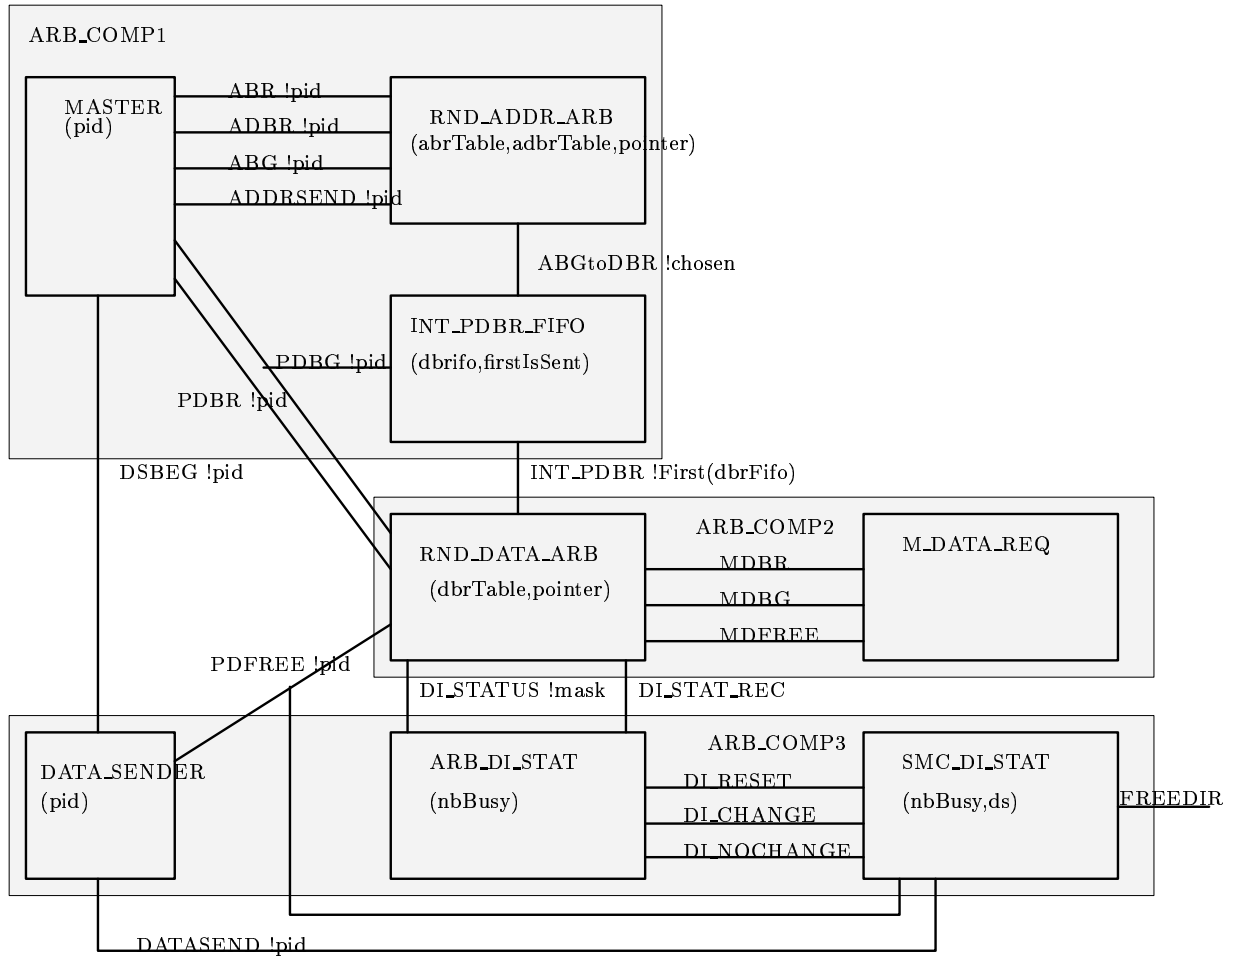 ARB_COMP1
MASTER
(pid)
ABR !pid
ADBR !pid
ABG !pid
ADDRSEND !pid
RND_ADDR_ARB
(abrTable,adbrTable,pointer)
ABGtoDBR !chosen
INT_PDBR_FIFO
(dbrifo,firstIsSent)
PDBG !pid
PDBR !pid
DSBEG !pid
INT_PDBR !First(dbrFifo)
ARB_COMP2
RND_DATA_ARB
(dbrTable,pointer)
MDBR
MDBG
MDFREE
M_DATA_REQ
PDFREE !pid
DI_STATUS !mask
DI_STAT_REC
ARB_COMP3
DATA_SENDER
(pid)
ARB_DI_STAT
(nbBusy)
DI_RESET
DI_CHANGE
DI_NOCHANGE
SMC_DI_STAT
(nbBusy,ds)
FREEDIR
DATASEND !pid